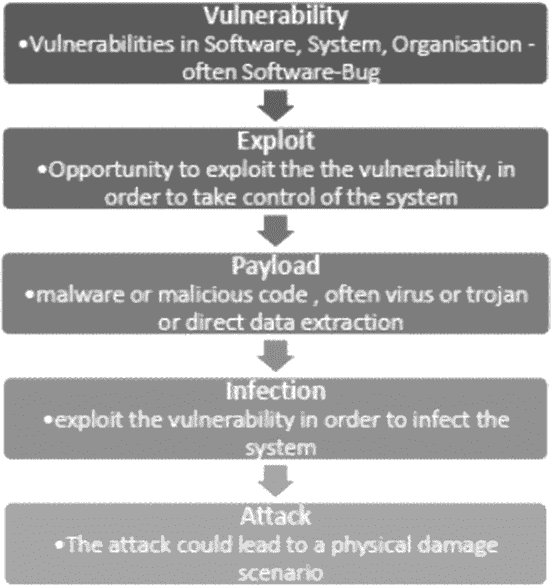 Vulnerability
•Vulnerabilities in Software, System, Organisation -
often Software-Bug
Exploit
•Opportunity to exploit the the vulnerability, in
order to take control of the system
Payload
•malware or malicious code , often virus or trojan
or direct data extraction
Infection
•exploit the vulnerability in order to infect the
system
Attack
•The attack could lead to a physical damage
scenario